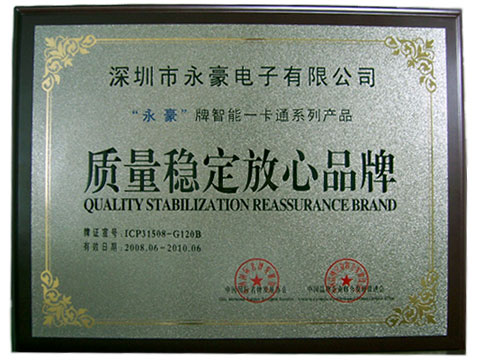 深圳市永豪电子有限公司
“永豪”牌智能一卡通系列产品
质量稳定放心品牌
QUALITY STABILIZATION REASSURANCE BRAND
牌证壹号:ICP31508-G120B
有效日期:2008.06-2010.06